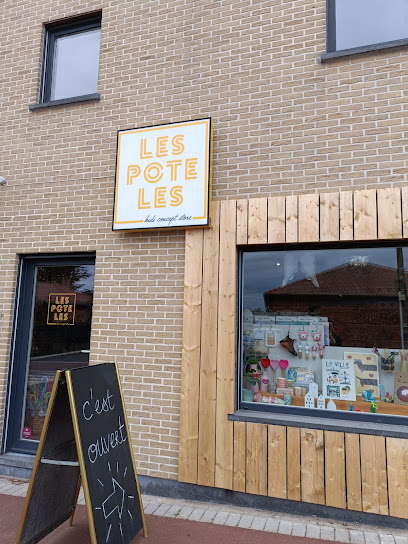 LES
POTE
LES
kids concept store
LES
POTE
LES
c'est
ouvert
LA VILLE